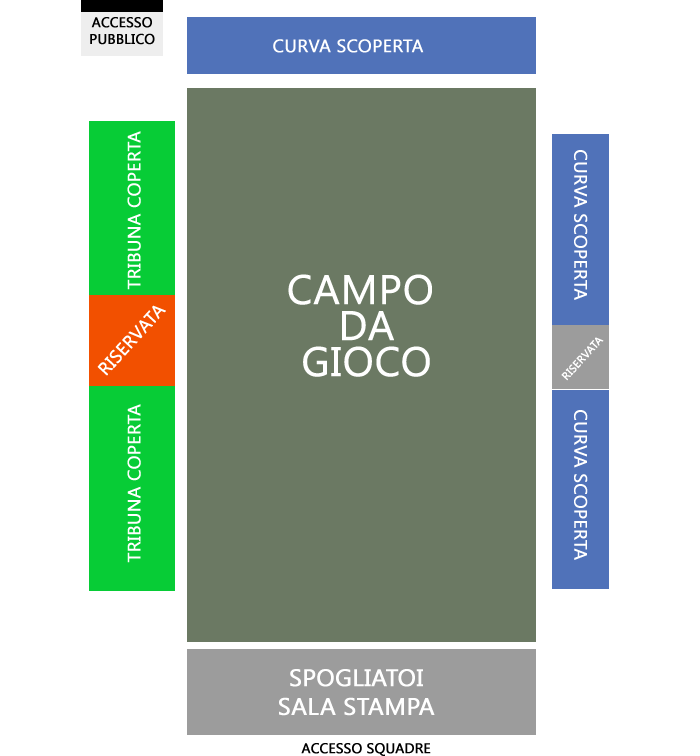 ACCESSO
PUBBLICO
CURVA SCOPERTA
TRIBUNA COPERTA
CURVA SCOPERTA
CAMPO
DA
GIOCO
RISERVATA
RISERVATA
TRIBUNA COPERTA
CURVA SCOPERTA
SPOGLIATOI
SALA STAMPA
ACCESSO SQUADRE